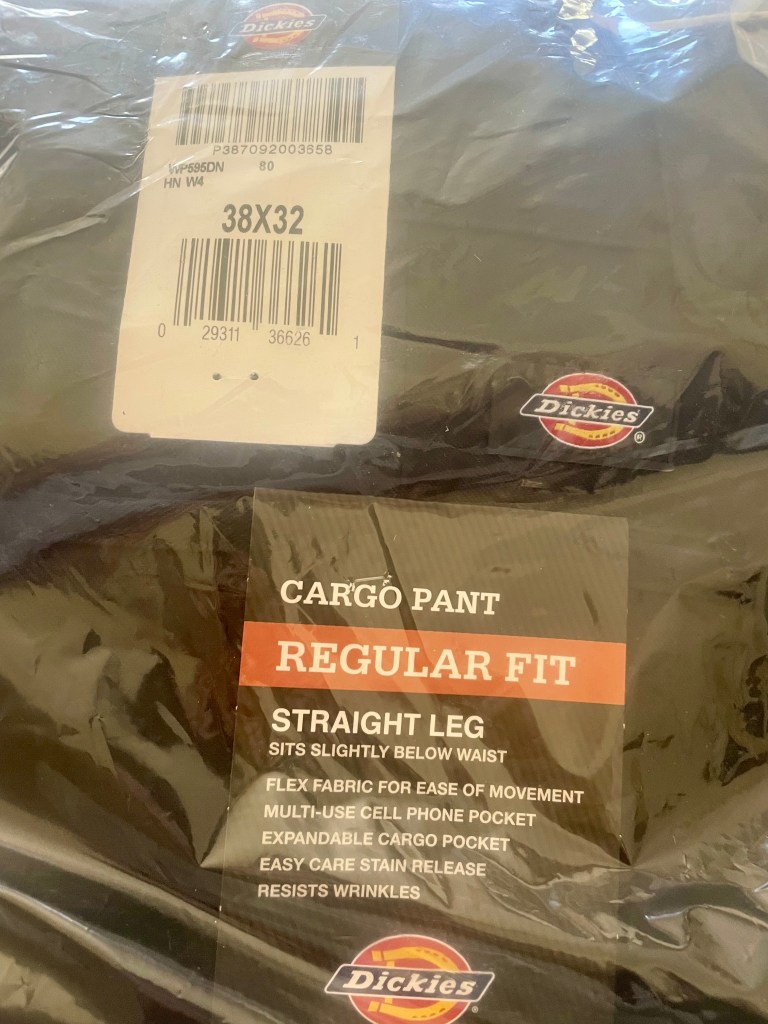 Dickies
P387092003658
WP595DN 80
HN W4
38X32
0 29311 36626 1
Dickies
®
CARGO PANT
REGULAR FIT
STRAIGHT LEG
SITS SLIGHTLY BELOW WAIST
FLEX FABRIC FOR EASE OF MOVEMENT
MULTI-USE CELL PHONE POCKET
EXPANDABLE CARGO POCKET
EASY CARE STAIN RELEASE
RESISTS WRINKLES
Dickies
®